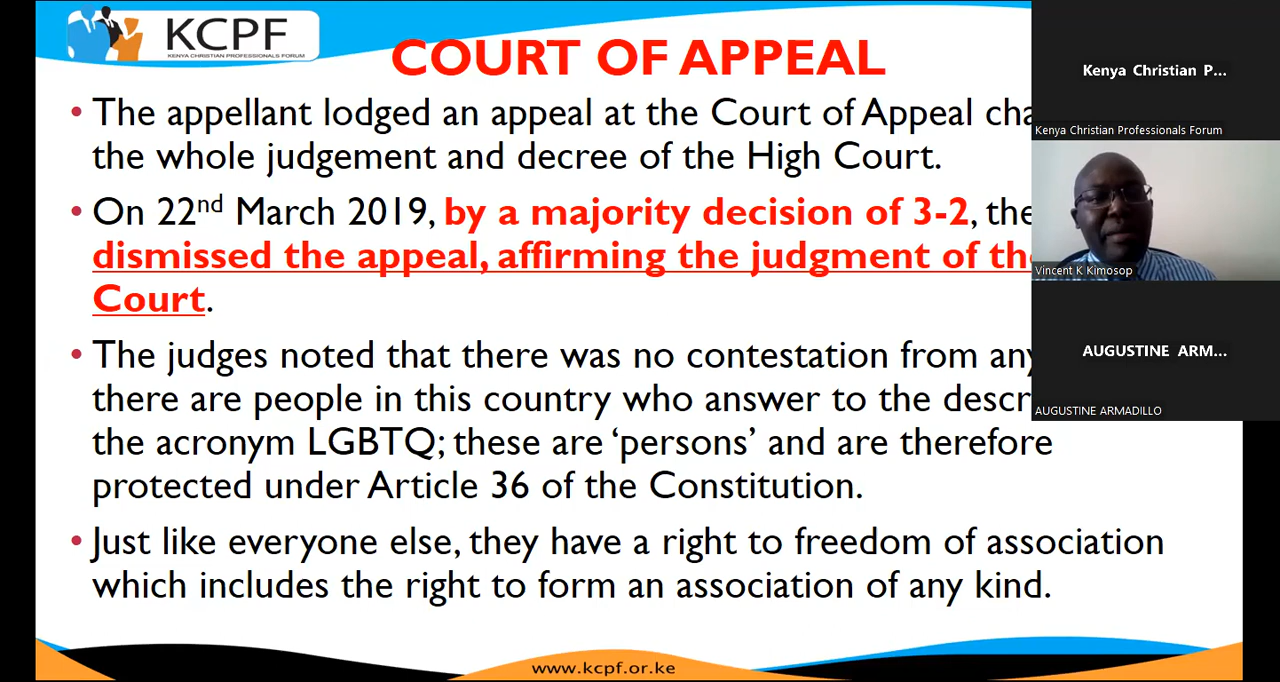 KCPF
KENYA CHRISTIAN PROFESSIONALS FORUM
COURT OF APPEAL
• The appellant lodged an appeal at the Court of Appeal cha
the whole judgement and decree of the High Court.
• On 22nd March 2019, by a majority decision of 3-2, the
dismissed the appeal, affirming the judgment of the
Court.
• The judges noted that there was no contestation from any
there are people in this country who answer to the descr
the acronym LGBTQ; these are ‘persons’ and are therefore
protected under Article 36 of the Constitution.
• Just like everyone else, they have a right to freedom of association
which includes the right to form an association of any kind.
www.kcpf.or.ke
Kenya Christian P...
Kenya Christian Professionals Forum
Vincent K Kimosop
AUGUSTINE ARM...
AUGUSTINE ARMADILLO